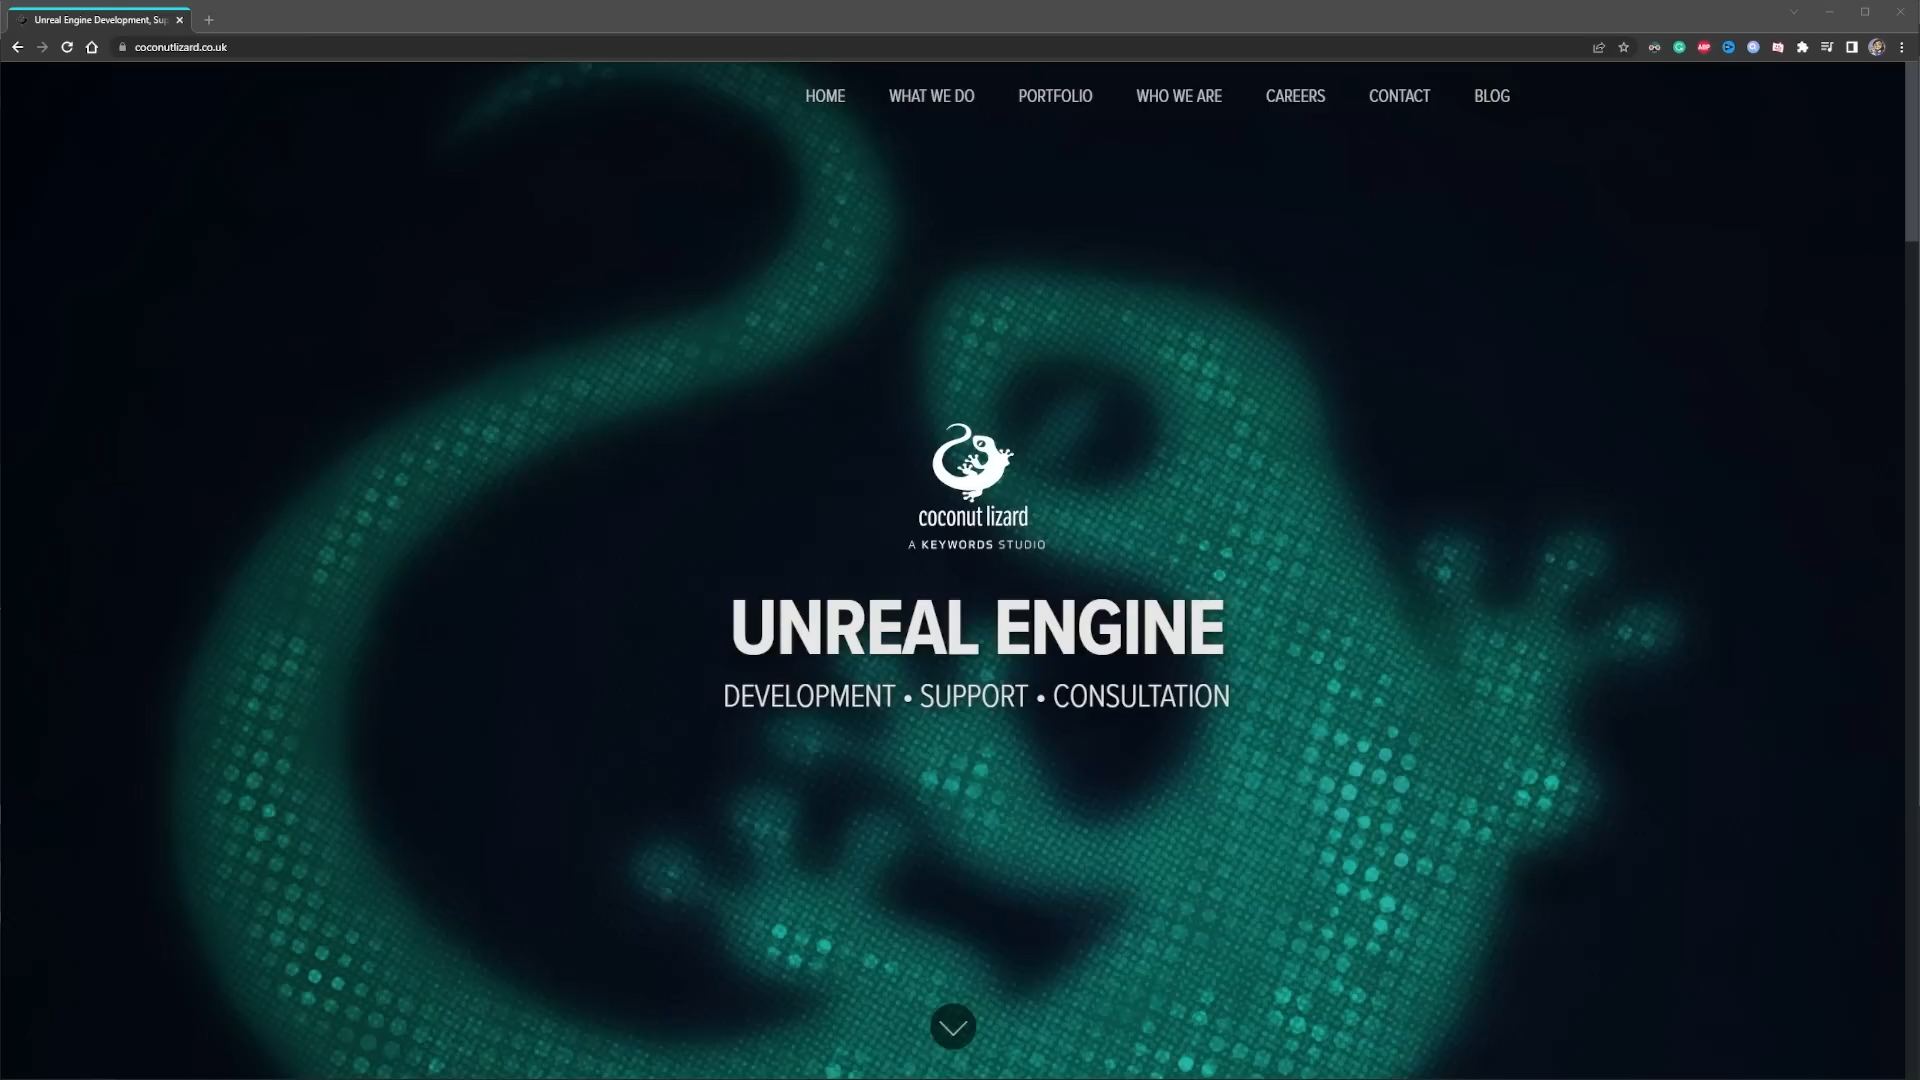 Unreal Engine Development, Sup
coconutlizard.co.uk
HOME WHAT WE DO PORTFOLIO WHO WE ARE CAREERS CONTACT BLOG
coconut lizard
A KEYWORDS STUDIO
UNREAL ENGINE
DEVELOPMENT • SUPPORT • CONSULTATION